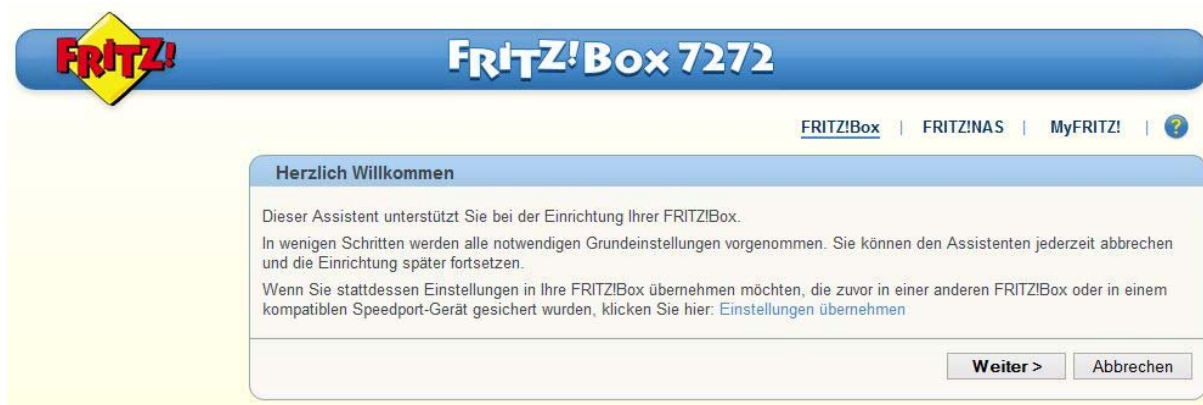 FRITZ!
FRITZ!Box 7272
FRITZ!Box | FRITZ!NAS | MyFRITZ! | ?
Herzlich Willkommen
Dieser Assistent unterstützt Sie bei der Einrichtung Ihrer FRITZ!Box.
In wenigen Schritten werden alle notwendigen Grundeinstellungen vorgenommen. Sie können den Assistenten jederzeit abbrechen
und die Einrichtung später fortsetzen.
Wenn Sie stattdessen Einstellungen in Ihre FRITZ!Box übernehmen möchten, die zuvor in einer anderen FRITZ!Box oder in einem
kompatiblen Speedport-Gerät gesichert wurden, klicken Sie hier: Einstellungen übernehmen
Weiter > Abbrechen